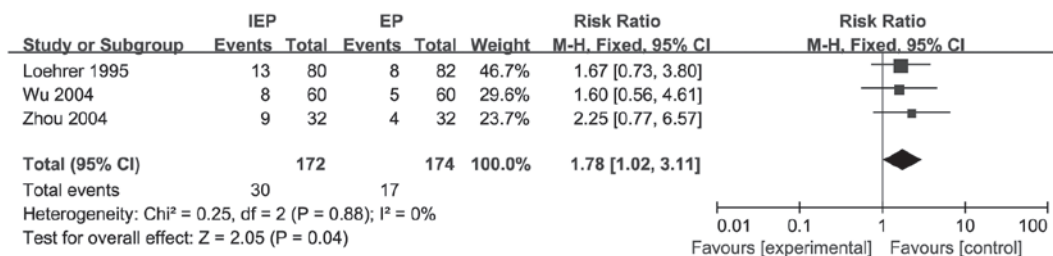 IEP EP Risk Ratio Risk Ratio
Study or Subgroup Events Total Events Total Weight M-H, Fixed, 95% CI M-H, Fixed, 95% CI
Loehrer 1995 13 80 8 82 46.7% 1.67 [0.73, 3.80]
Wu 2004 8 60 5 60 29.6% 1.60 [0.56, 4.61]
Zhou 2004 9 32 4 32 23.7% 2.25 [0.77, 6.57]
Total (95% CI) 172 174 100.0% 1.78 [1.02, 3.11]
Total events 30 17
Heterogeneity: Chi² = 0.25, df = 2 (P = 0.88); I² = 0%
Test for overall effect: Z = 2.05 (P = 0.04)
0.01 0.1 1 10 100
Favours [experimental] Favours [control]